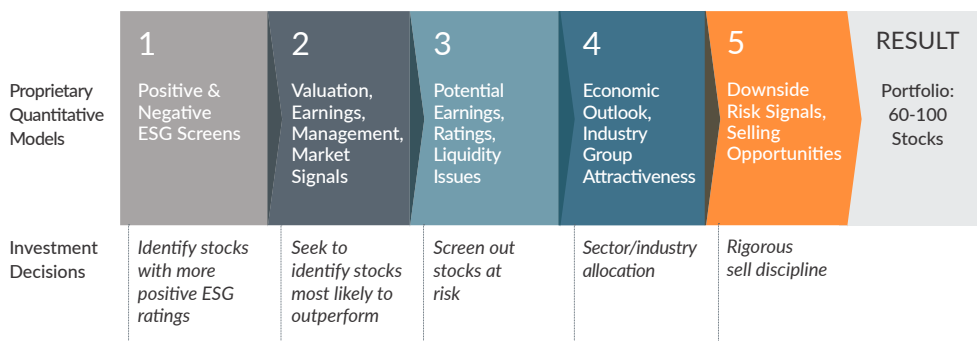 Proprietary
Quantitative
Models
1
Positive &
Negative
ESG Screens
2
Valuation,
Earnings,
Management,
Market
Signals
3
Potential
Earnings,
Ratings,
Liquidity
Issues
4
Economic
Outlook,
Industry
Group
Attractiveness
5
Downside
Risk Signals,
Selling
Opportunities
RESULT
Portfolio:
60-100
Stocks
Investment
Decisions
Identify stocks
with more
positive ESG
ratings
Seek to
identify stocks
most likely to
outperform
Screen out
stocks at
risk
Sector/industry
allocation
Rigorous
sell discipline